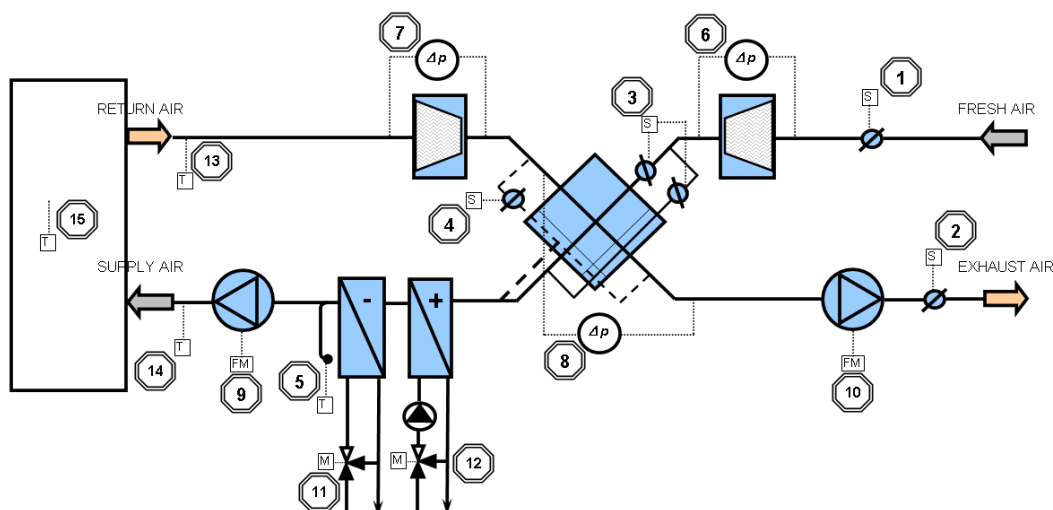 7
Δp
6
Δp
1
3
S
S
RETURN AIR
FRESH AIR
13
T
S
4
15
T
2
S
SUPPLY AIR
EXHAUST AIR
-
+
Δp
8
14
T
FM
9
5
T
FM
10
M
11
M
12